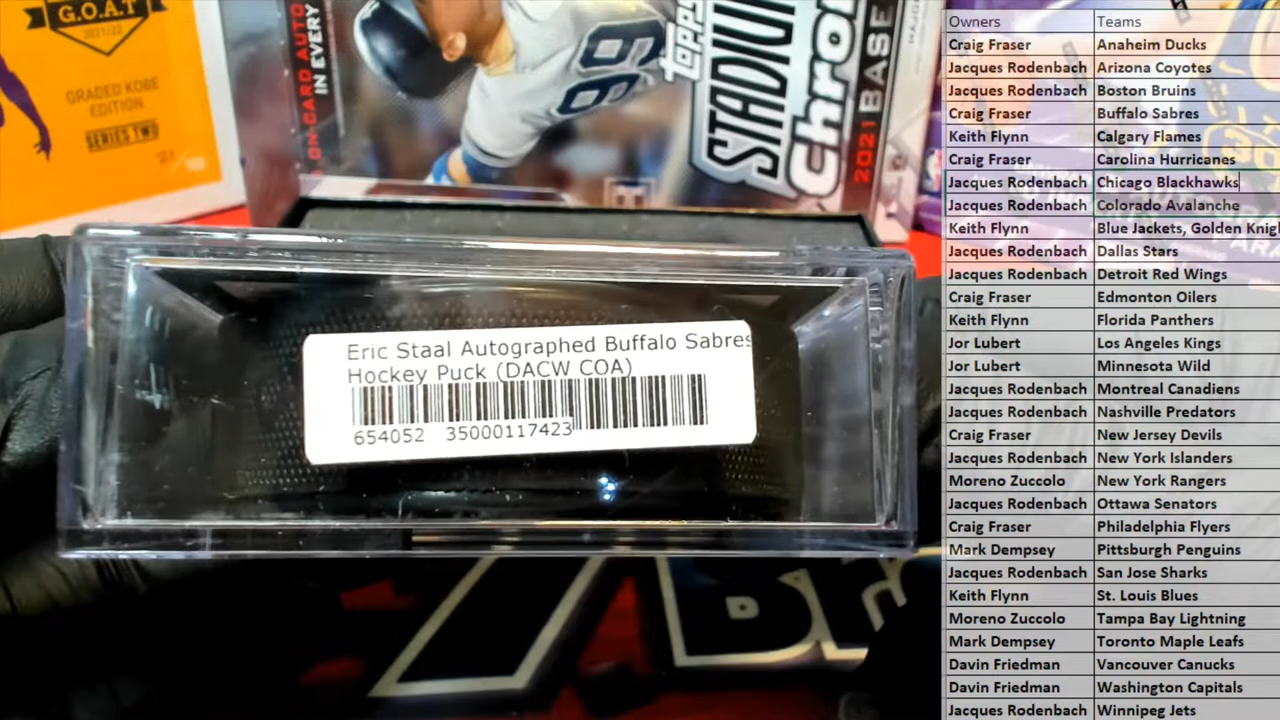 G.O.A.T
2021/22
GRADED KOBE
EDITION
SERIES TWO
ON-CARD AUTO
IN EVERY
99
TOPPS
STADIUM
Chrom
2021 BASE
Eric Staal Autographed Buffalo Sabres
Hockey Puck (DACW COA)
654052 35000117423
Owners Teams
Craig Fraser Anaheim Ducks
Jacques Rodenbach Arizona Coyotes
Jacques Rodenbach Boston Bruins
Craig Fraser Buffalo Sabres
Keith Flynn Calgary Flames
Craig Fraser Carolina Hurricanes
Jacques Rodenbach Chicago Blackhawks
Jacques Rodenbach Colorado Avalanche
Keith Flynn Blue Jackets, Golden Knig
Jacques Rodenbach Dallas Stars
Jacques Rodenbach Detroit Red Wings
Craig Fraser Edmonton Oilers
Keith Flynn Florida Panthers
Jor Lubert Los Angeles Kings
Jor Lubert Minnesota Wild
Jacques Rodenbach Montreal Canadiens
Jacques Rodenbach Nashville Predators
Craig Fraser New Jersey Devils
Jacques Rodenbach New York Islanders
Moreno Zuccolo New York Rangers
Jacques Rodenbach Ottawa Senators
Craig Fraser Philadelphia Flyers
Mark Dempsey Pittsburgh Penguins
Jacques Rodenbach San Jose Sharks
Keith Flynn St. Louis Blues
Moreno Zuccolo Tampa Bay Lightning
Mark Dempsey Toronto Maple Leafs
Davin Friedman Vancouver Canucks
Davin Friedman Washington Capitals
Jacques Rodenbach Winnipeg Jets